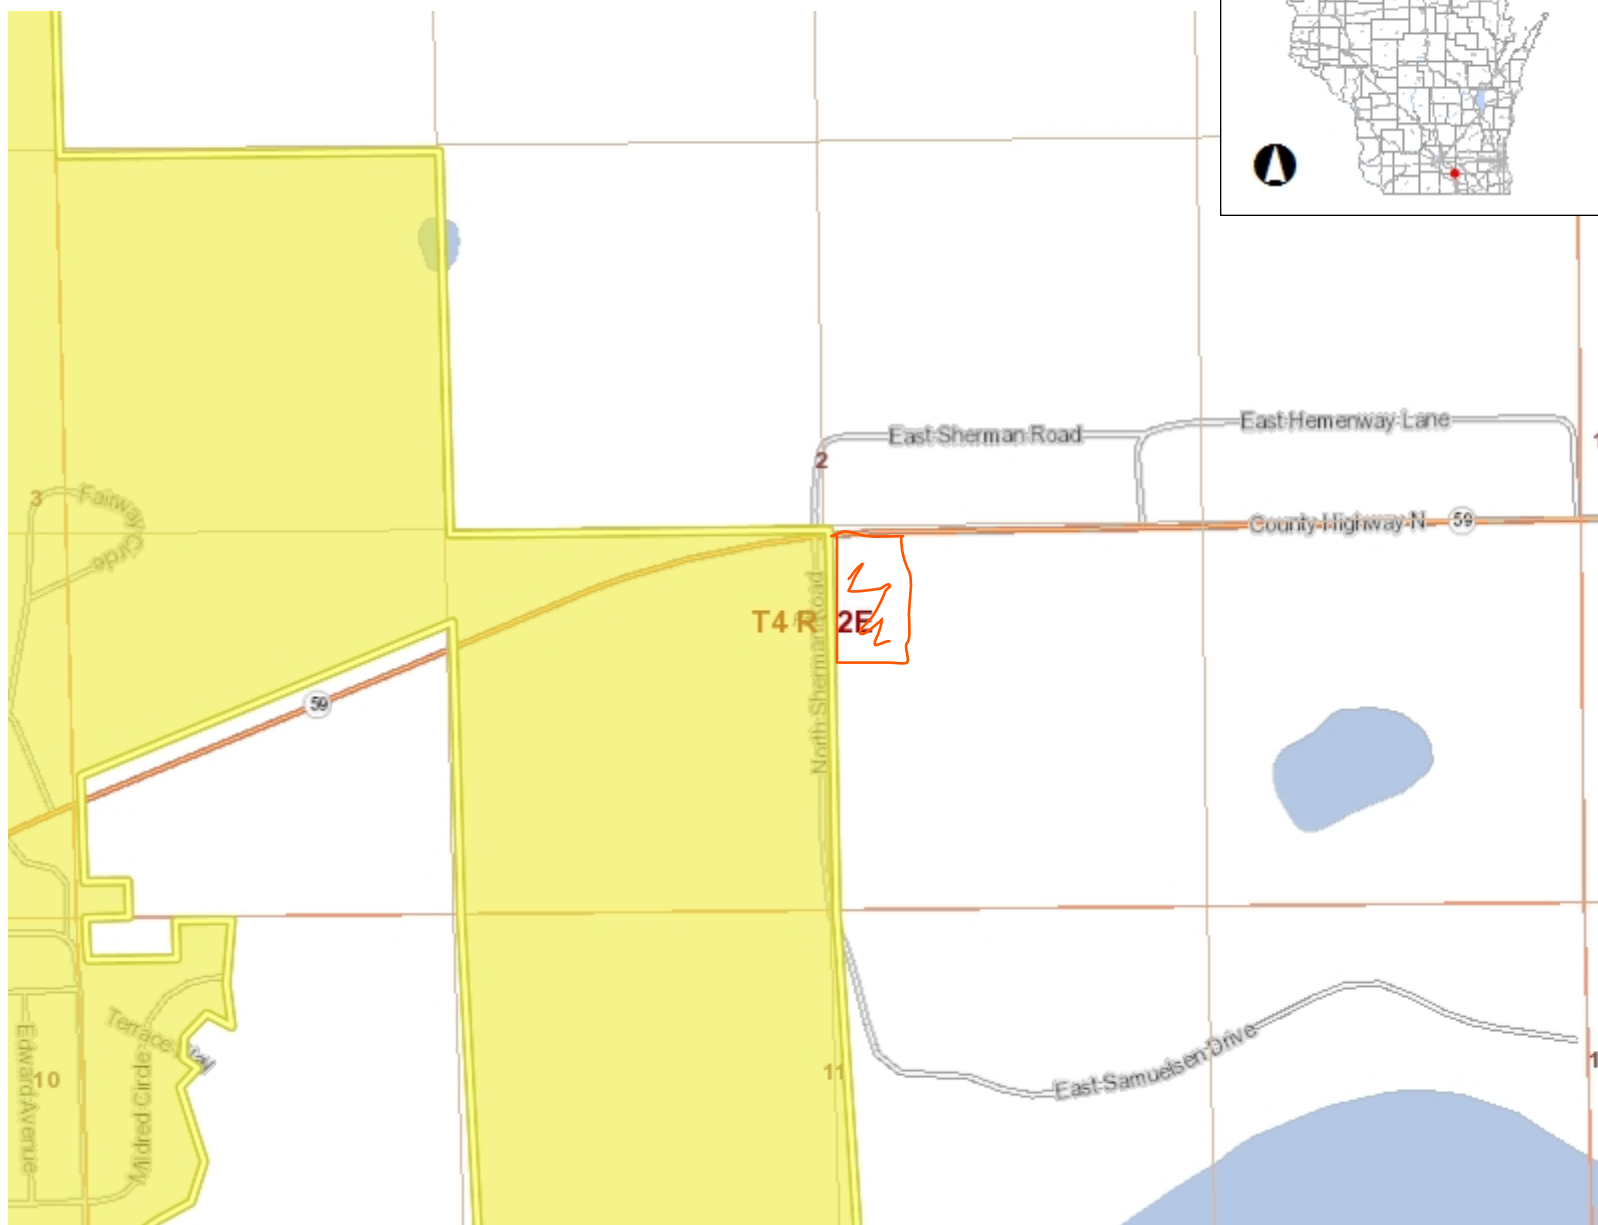 East Sherman Road
East Hemenway Lane
2
3
Fairway
Circle
County Highway N
59
T4 R
2E
North Sherman Road
59
Terrace Trail
Edward Avenue
10
Mildred Circle
11
East Samuelsen Drive